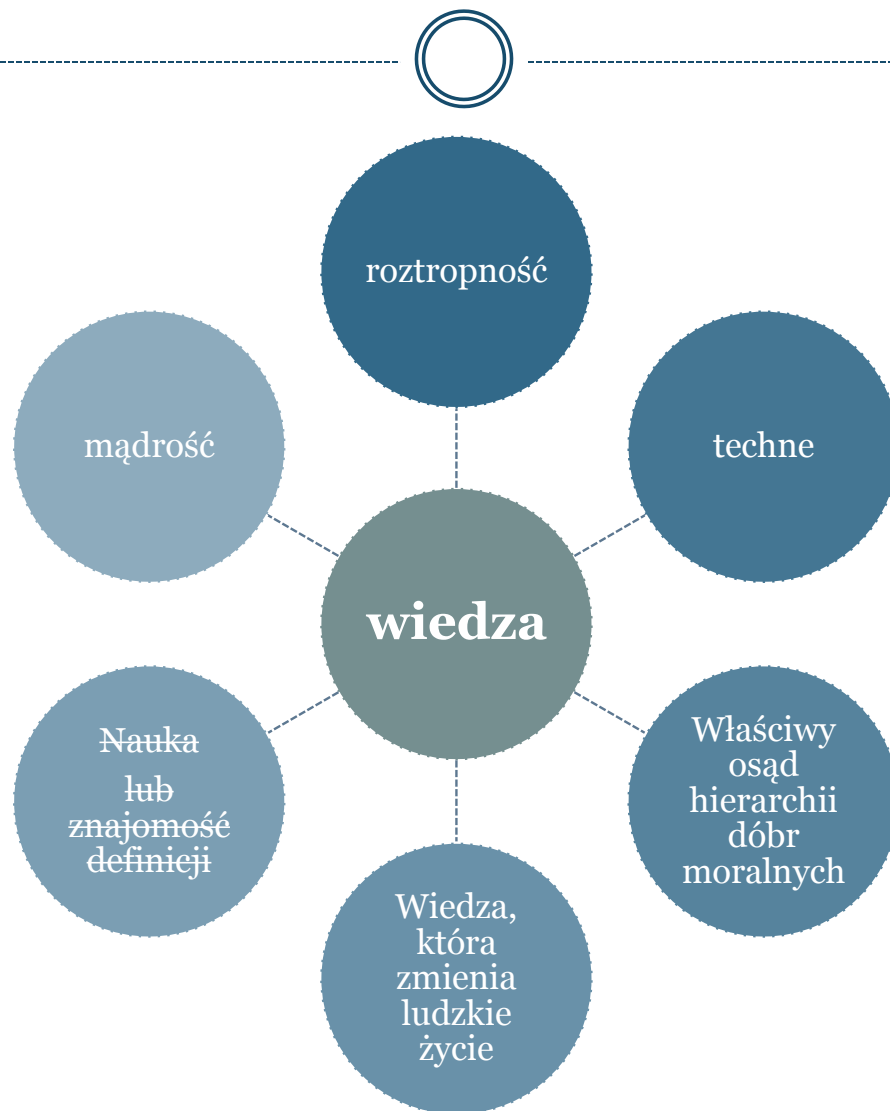 roztropność
mądrość
techne
wiedza
Nauka
lub
znajomość
definicji
Właściwy
osąd
hierarchii
dóbr
moralnych
Wiedza,
która
zmienia
ludzkie
życie